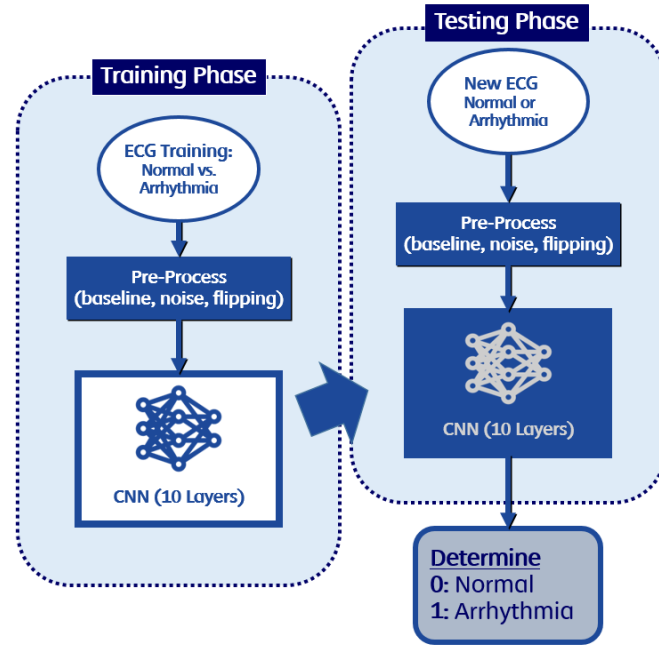 Training Phase
ECG Training:
Normal vs.
Arrhythmia
Pre-Process
(baseline, noise, flipping)
CNN (10 Layers)
Testing Phase
New ECG
Normal or
Arrhythmia
Pre-Process
(baseline, noise, flipping)
CNN (10 Layers)
Determine
0: Normal
1: Arrhythmia